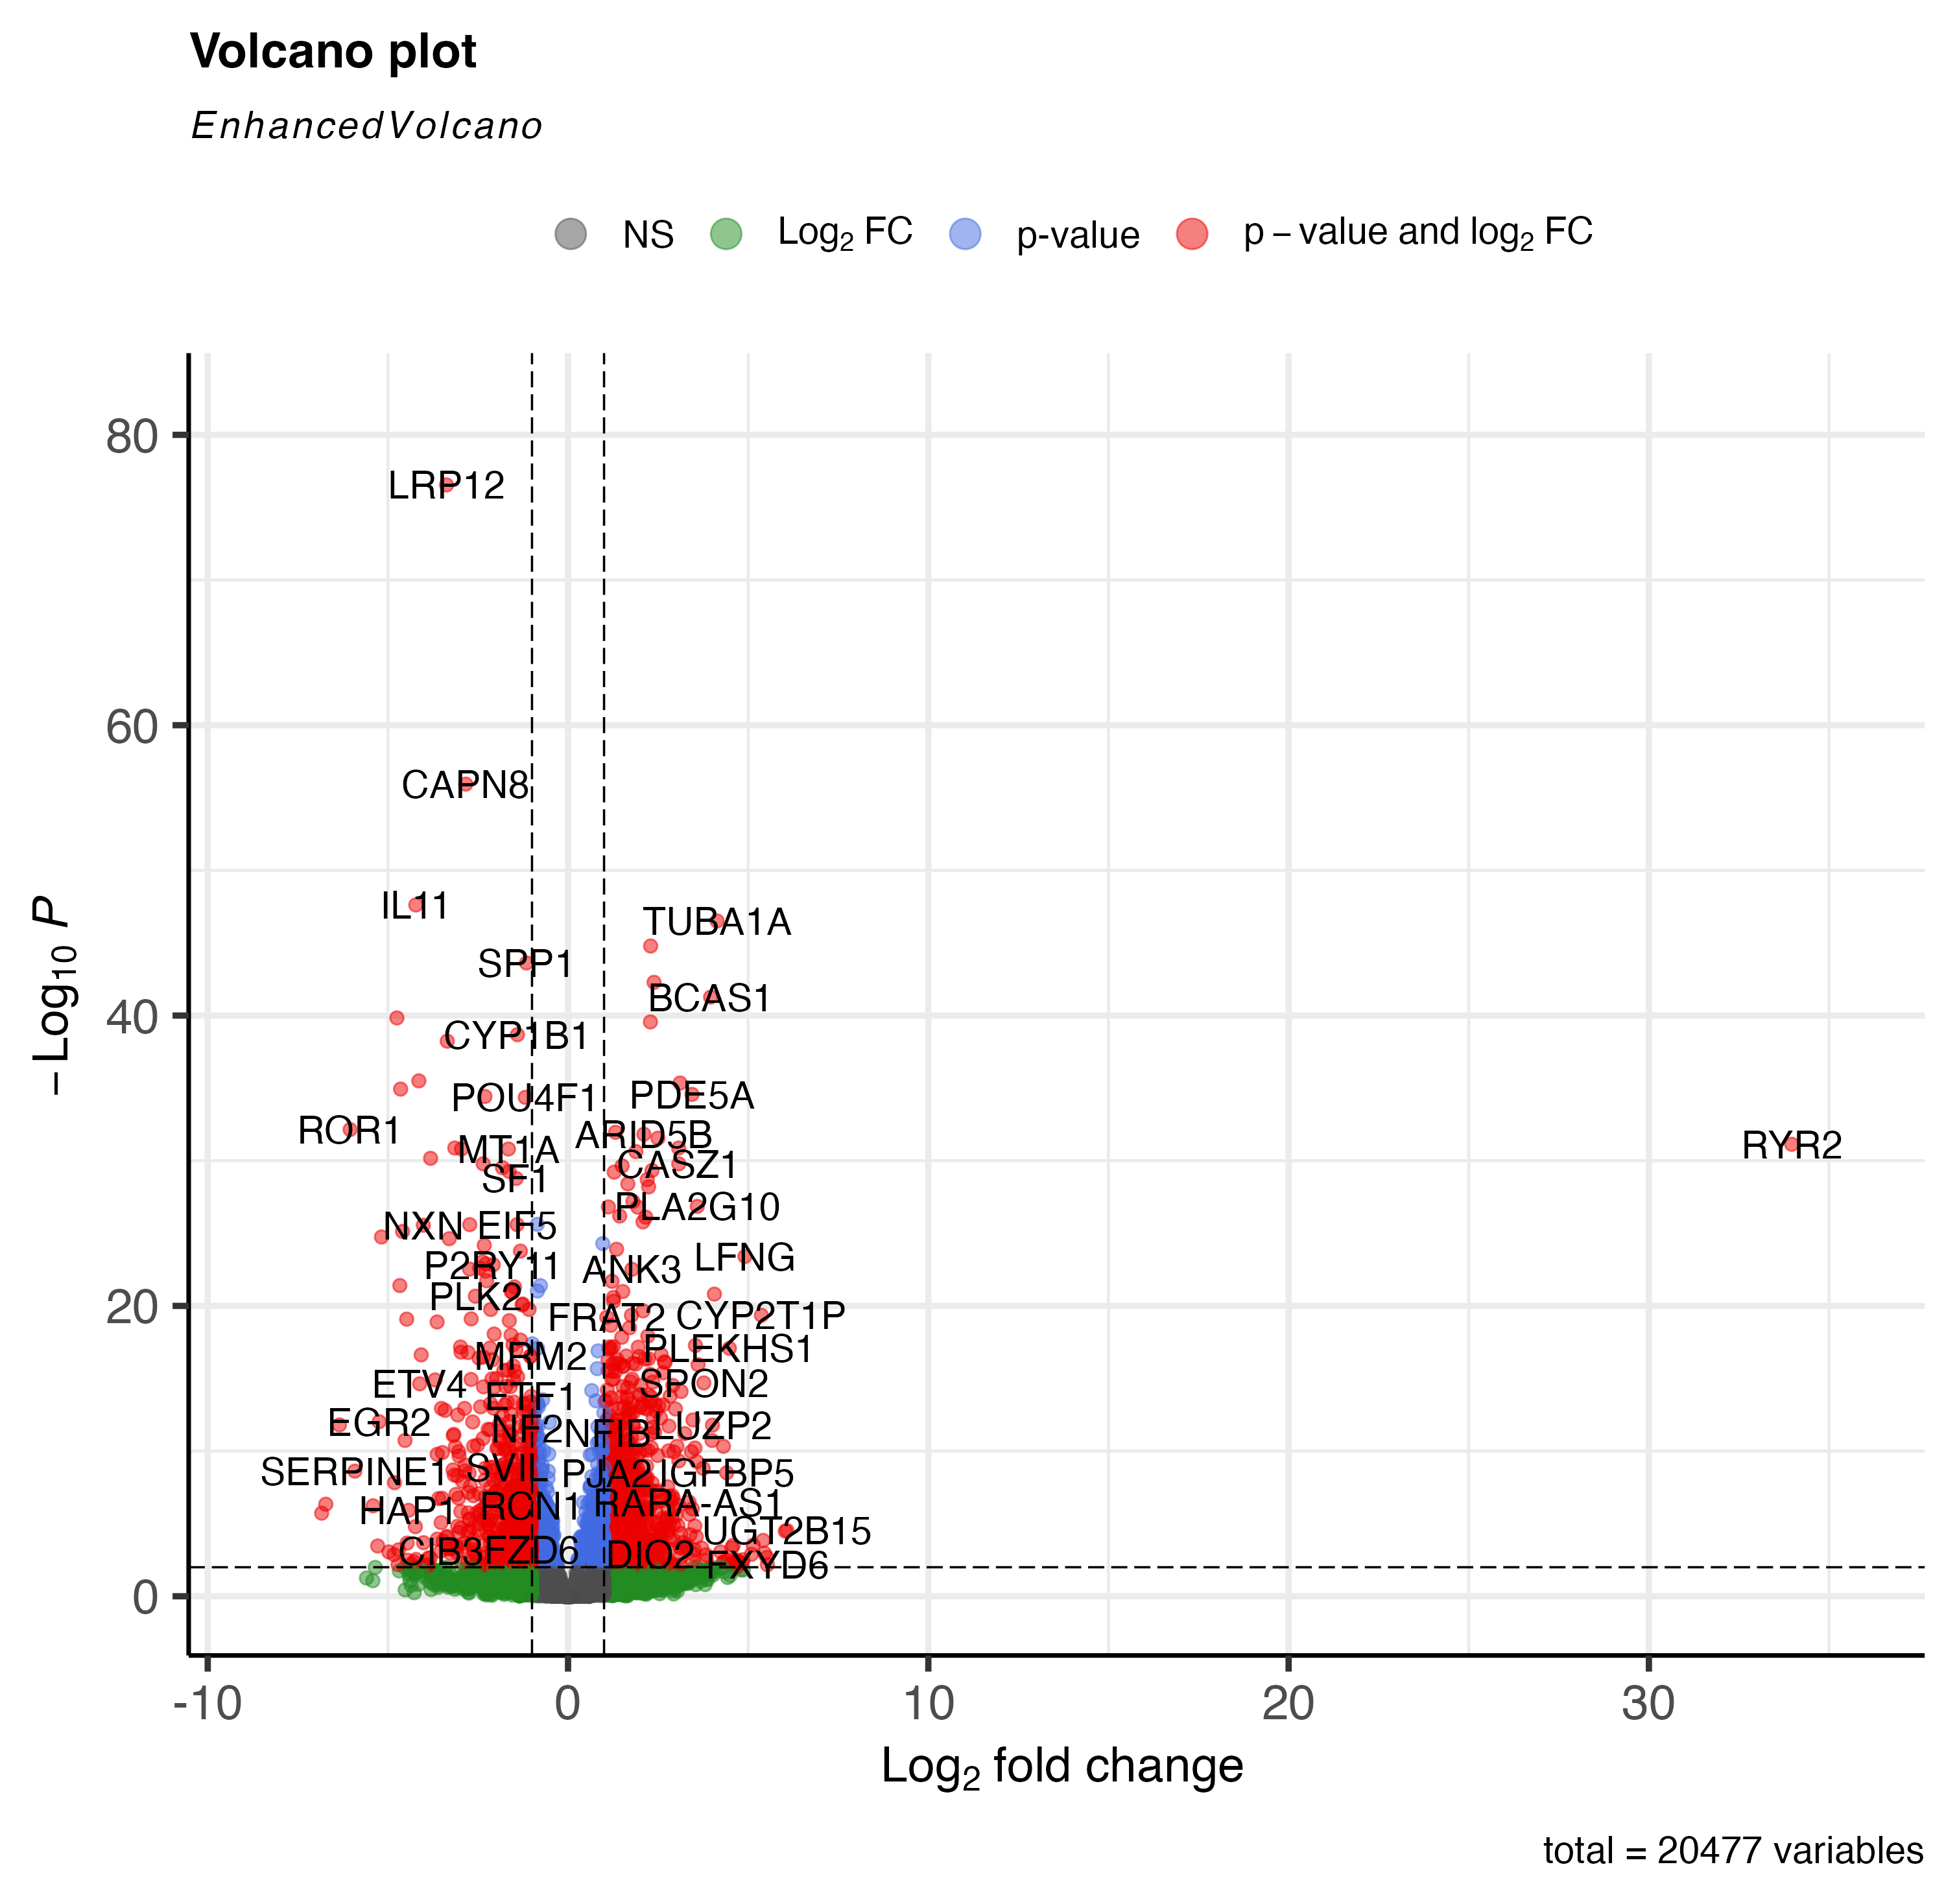 Volcano plot
EnhancedVolcano
NS Log₂ FC p-value p – value and log₂ FC
80
LRP12
60
CAPN8
IL11
TUBA1A
SPP1
BCAS1
40
CYP1B1
POU4F1 PDE5A
ROR1 ARID5B
MT1A RYR2
CASZ1
SF1
PLA2G10
NXN EIF5
LFNG
P2RY11 ANK3
PLK2
20
FRAT2 CYP2T1P
MRM2 PLEKHS1
ETV4 SPON2
ETF1
EGR2 NF2 NFIB LUZP2
SERPINE1 SVIL PJA2 IGFBP5
HAP1 RCN1 RARA-AS1
UGT2B15
CIB3 FZD6 DIO2 FXYD6
0
−Log₁₀ P
-10 0 10 20 30
Log₂ fold change
total = 20477 variables